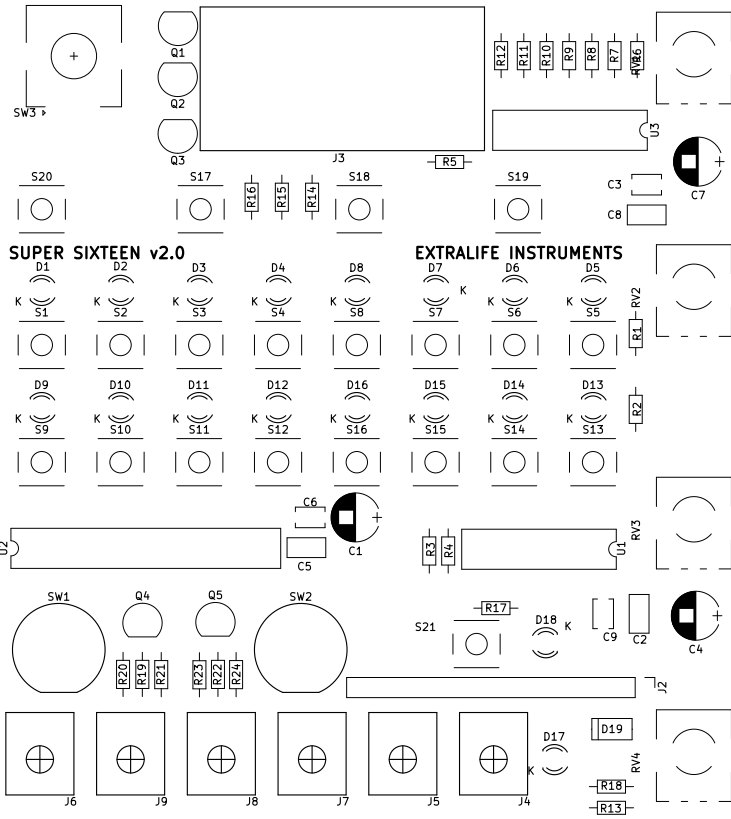 R12 R11 R10 R9 R8 R7 R6 RV1
Q1
Q2
SW3
Q3
J3
R5
U3
S20 S17 R16 R15 R14 S18 S19
C3
C8
C7
SUPER SIXTEEN v2.0 EXTRALIFE INSTRUMENTS
D1 D2 D3 D4 D8 D7 D6 D5
K K K K K K K K
RV2
S1 S2 S3 S4 S8 S7 S6 S5
R1
D9 D10 D11 D12 D16 D15 D14 D13
K K K K K K K K
R2
S9 S10 S11 S12 S16 S15 S14 S13
C6
C1
RV3
U2
C5
R3 R4
U1
SW1 Q4 Q5 SW2
R17
S21
D18
K
C9 C2 C4
R20 R19 R21 R23 R22 R24
J2
D17
D19
K
RV4
R18
J6 J9 J8 J7 J5 J4
R13